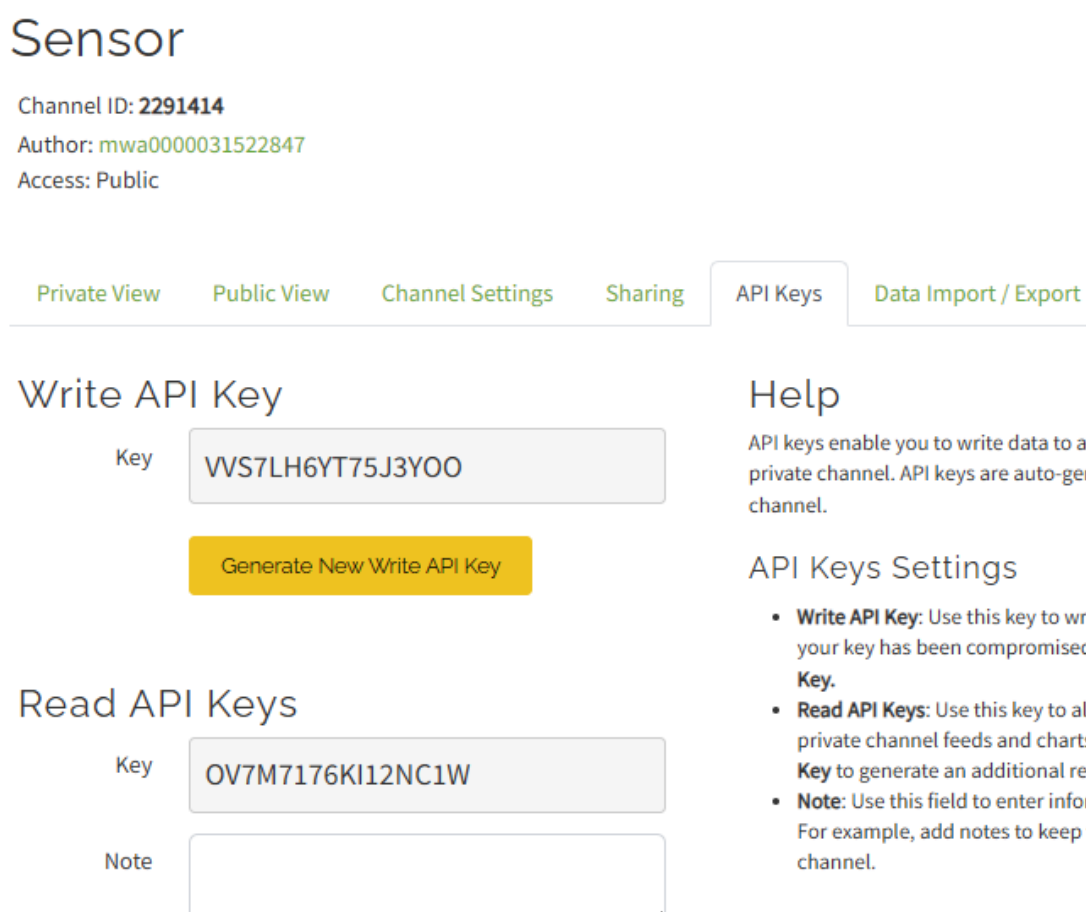 Sensor
Channel ID: 2291414
Author: mwa0000031522847
Access: Public
Private View
Public View
Channel Settings
Sharing
API Keys
Data Import / Export
Write API Key
Key
VVS7LH6YT75J3YOO
Generate New Write API Key
Read API Keys
Key
OV7M7176KI12NC1W
Note
Help
API keys enable you to write data to a
private channel. API keys are auto-ge
channel.
API Keys Settings
• Write API Key: Use this key to wr
your key has been compromised
Key.
• Read API Keys: Use this key to al
private channel feeds and charts
Key to generate an additional re
• Note: Use this field to enter info
For example, add notes to keep
channel.